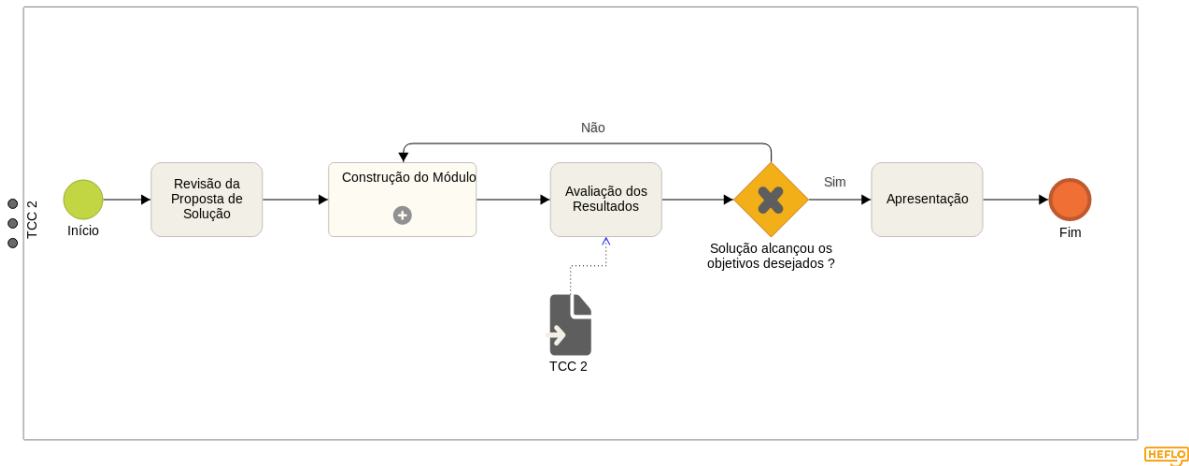 TCC 2
Início
Revisão da
Proposta de
Solução
Construção do Módulo
Avaliação dos
Resultados
Não
Solução alcançou os
objetivos desejados ?
Sim
Apresentação
Fim
TCC 2
HEFLO